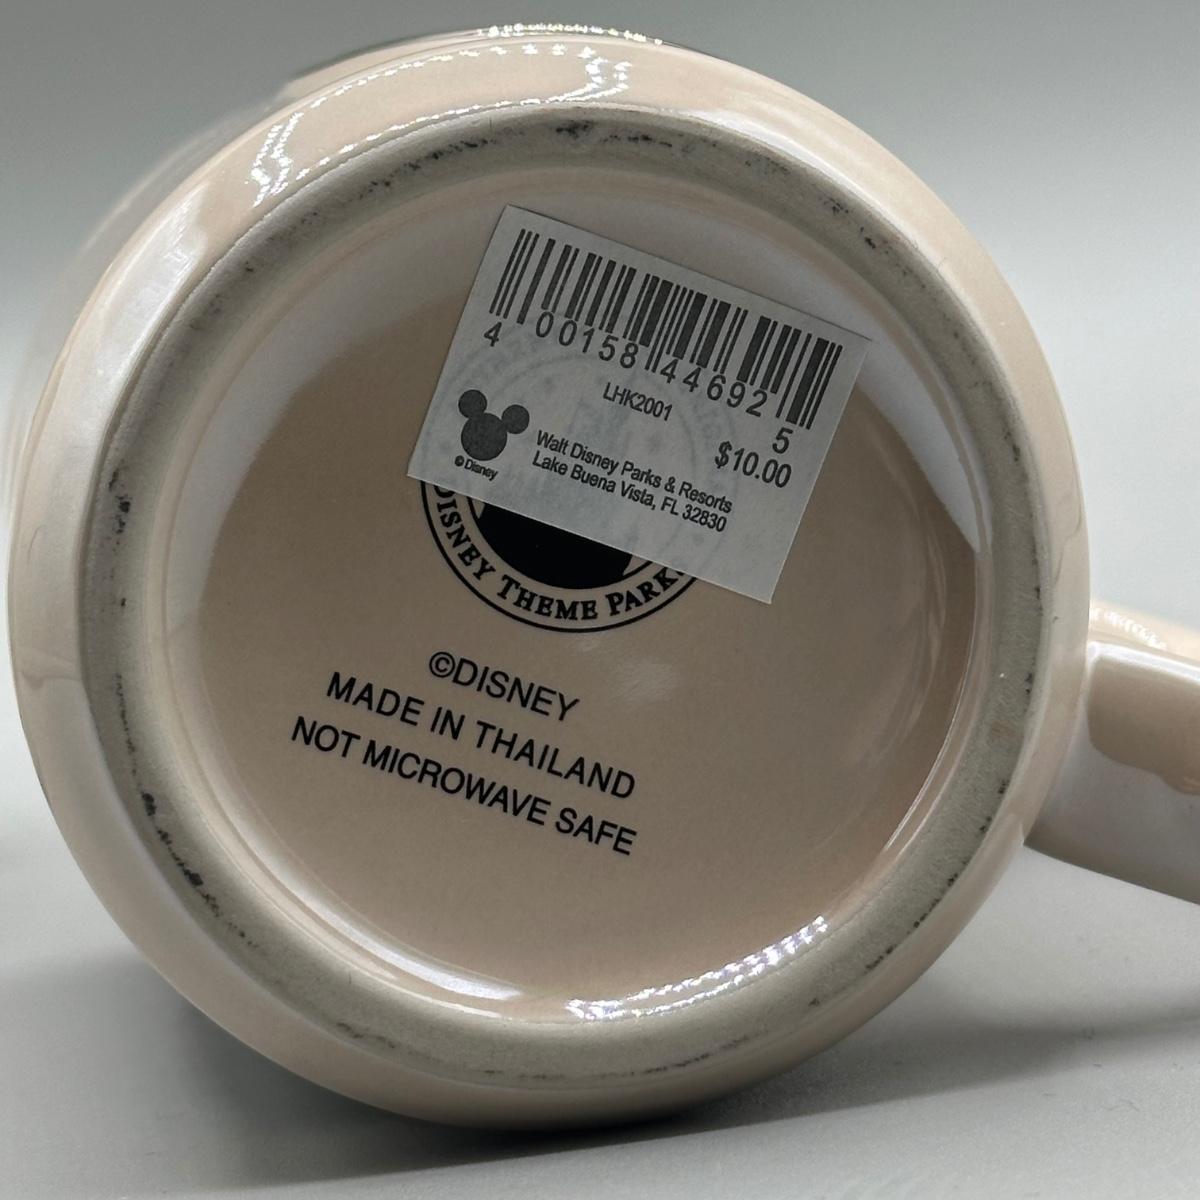 4 00158 44692 5
LHK2001
$10.00
© Disney
Walt Disney Parks & Resorts
Lake Buena Vista, FL 32830
DISNEY THEME PARKS
©DISNEY
MADE IN THAILAND
NOT MICROWAVE SAFE